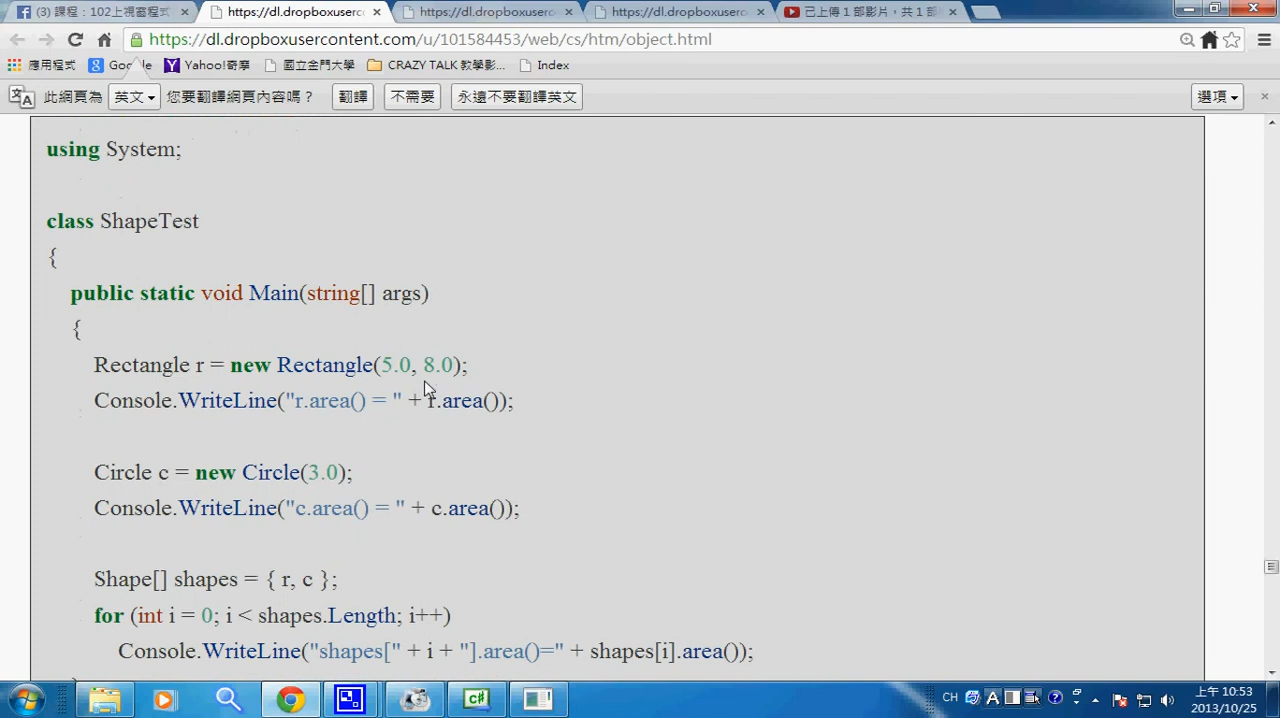 (3) 課程：102上視窗程式
https://dl.dropboxuserco
https://dl.dropboxuserc
https://dl.dropboxuserc
已上傳 1 部影片，共 1 部
https://dl.dropboxusercontent.com/u/101584453/web/cs/htm/object.html
應用程式
Yahoo!奇摩
國立金門大學
CRAZY TALK 教學影...
Index
此網頁為
英文
您要翻譯網頁內容嗎？
翻譯
不需要
永遠不要翻譯英文
選項
using System;
class ShapeTest
{
public static void Main(string[] args)
{
Rectangle r = new Rectangle(5.0, 8.0);
Console.WriteLine("r.area() = " + r.area());
Circle c = new Circle(3.0);
Console.WriteLine("c.area() = " + c.area());
Shape[] shapes = { r, c };
for (int i = 0; i < shapes.Length; i++)
Console.WriteLine("shapes[" + i + "].area()=" + shapes[i].area());
CH
上午 10:53
2013/10/25